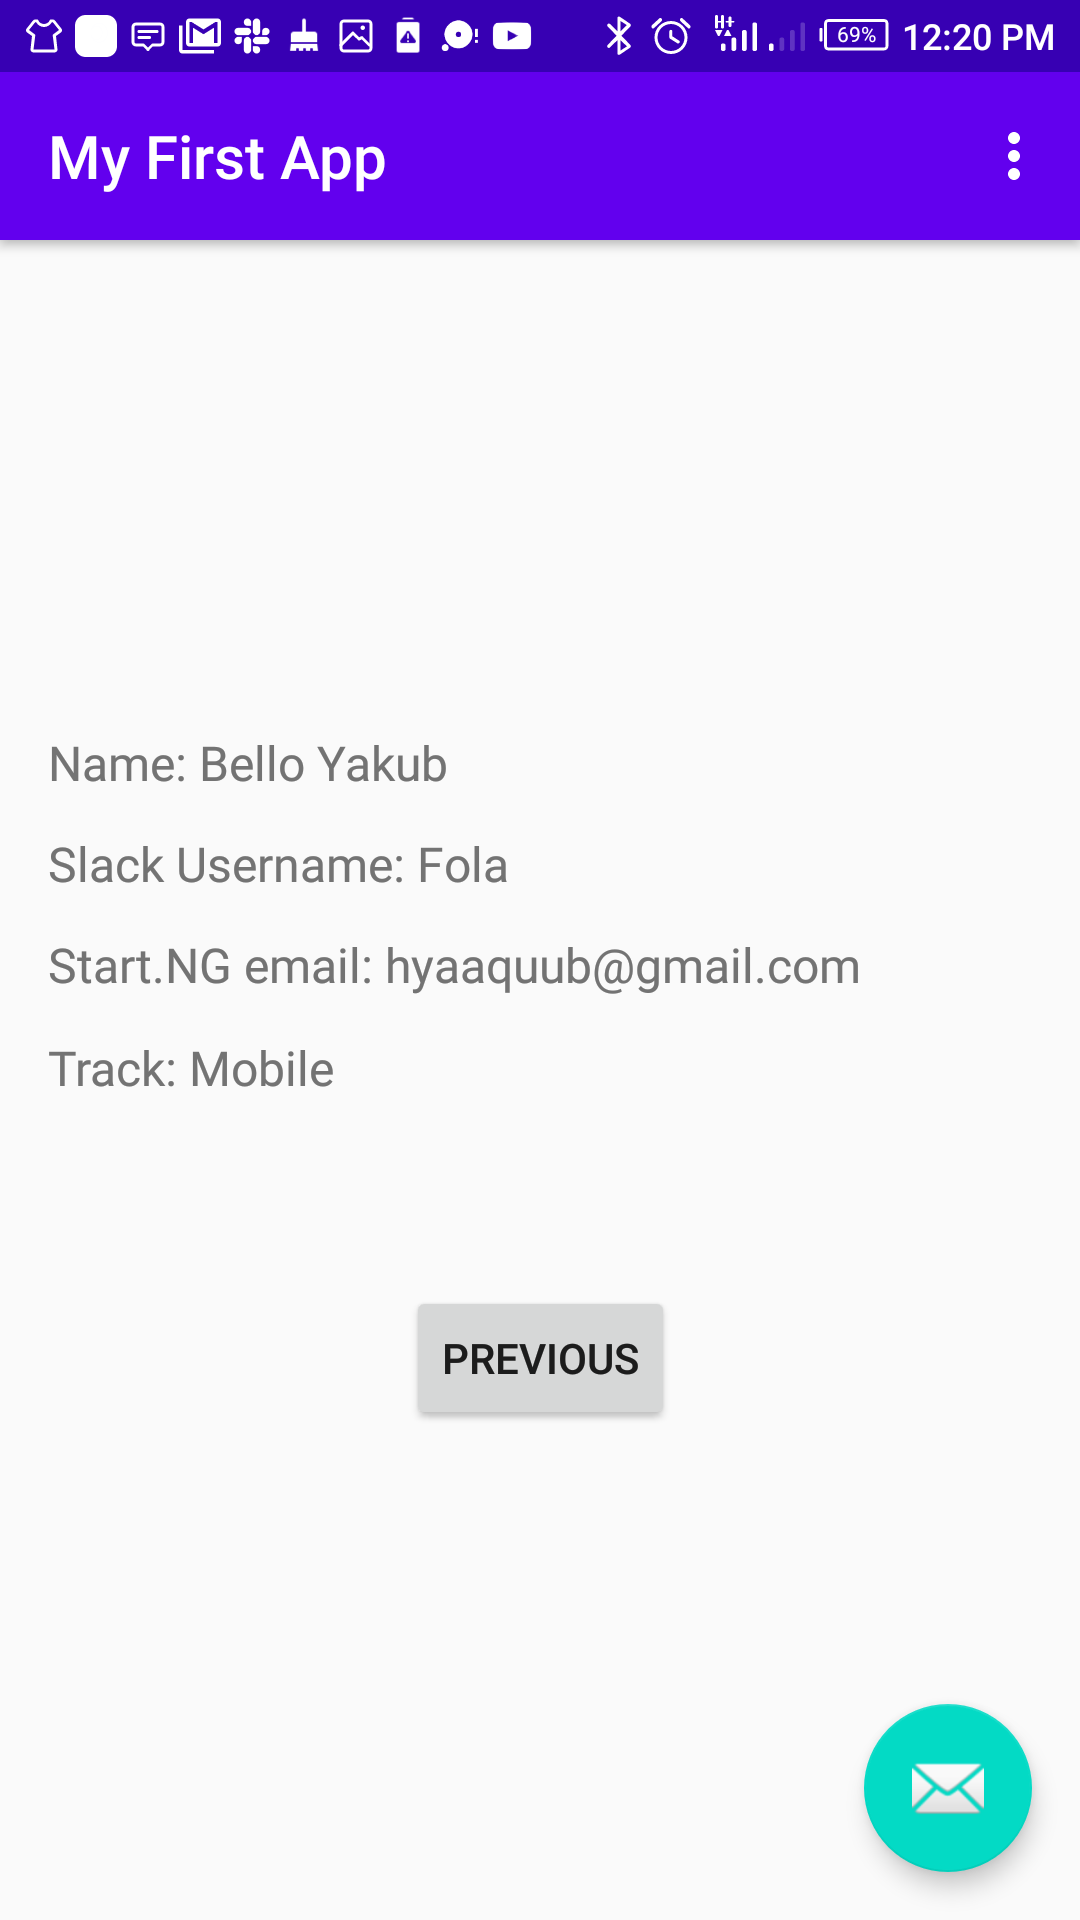 H+
69%
12:20 PM
My First App
Name: Bello Yakub
Slack Username: Fola
Start.NG email: hyaaquub@gmail.com
Track: Mobile
PREVIOUS